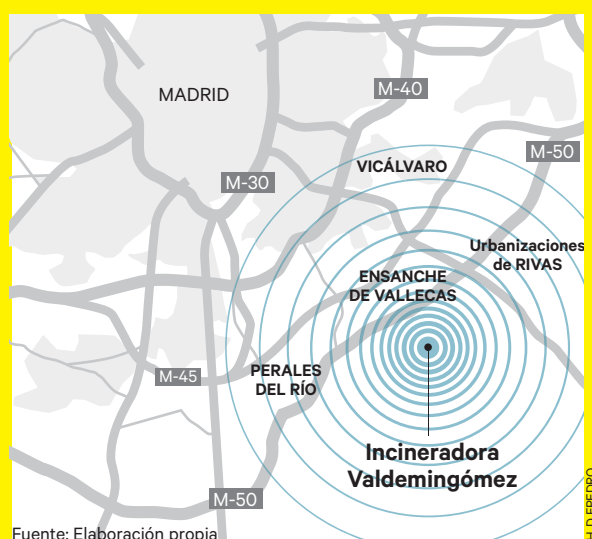 MADRID
M-40
M-50
VICÁLVARO
M-30
Urbanizaciones
de RIVAS
ENSANCHE
DE VALLECAS
PERALES
DEL RÍO
M-45
Incineradora
Valdemingómez
M-50
H. D. EPEDRO
Fuente: Elaboración propia